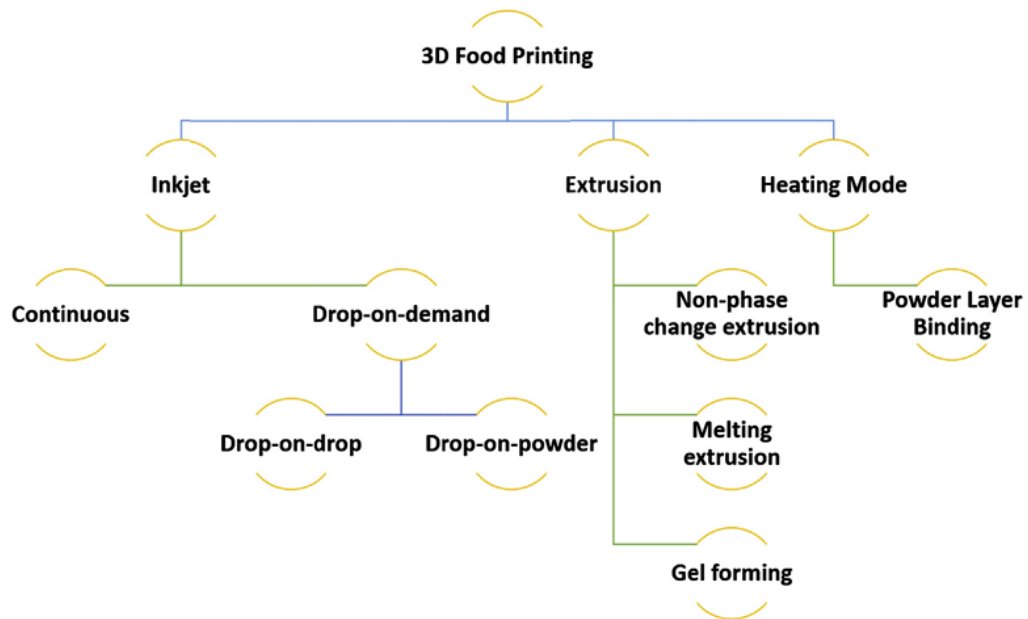 3D Food Printing
Inkjet
Extrusion
Heating Mode
Continuous
Drop-on-demand
Non-phase
change extrusion
Powder Layer
Binding
Drop-on-drop
Drop-on-powder
Melting
extrusion
Gel forming